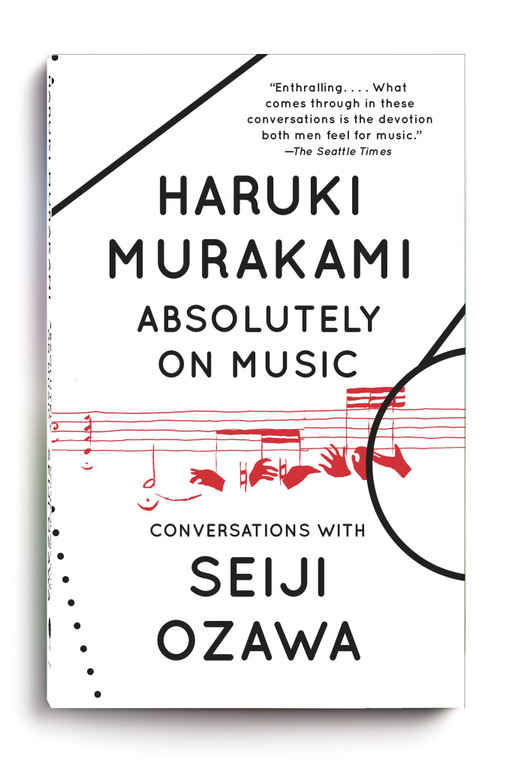 “Enthralling. . . . What
comes through in these
conversations is the devotion
both men feel for music.”
—The Seattle Times
HARUKI
MURAKAMI
ABSOLUTELY
ON MUSIC
CONVERSATIONS WITH
SEIJI
OZAWA